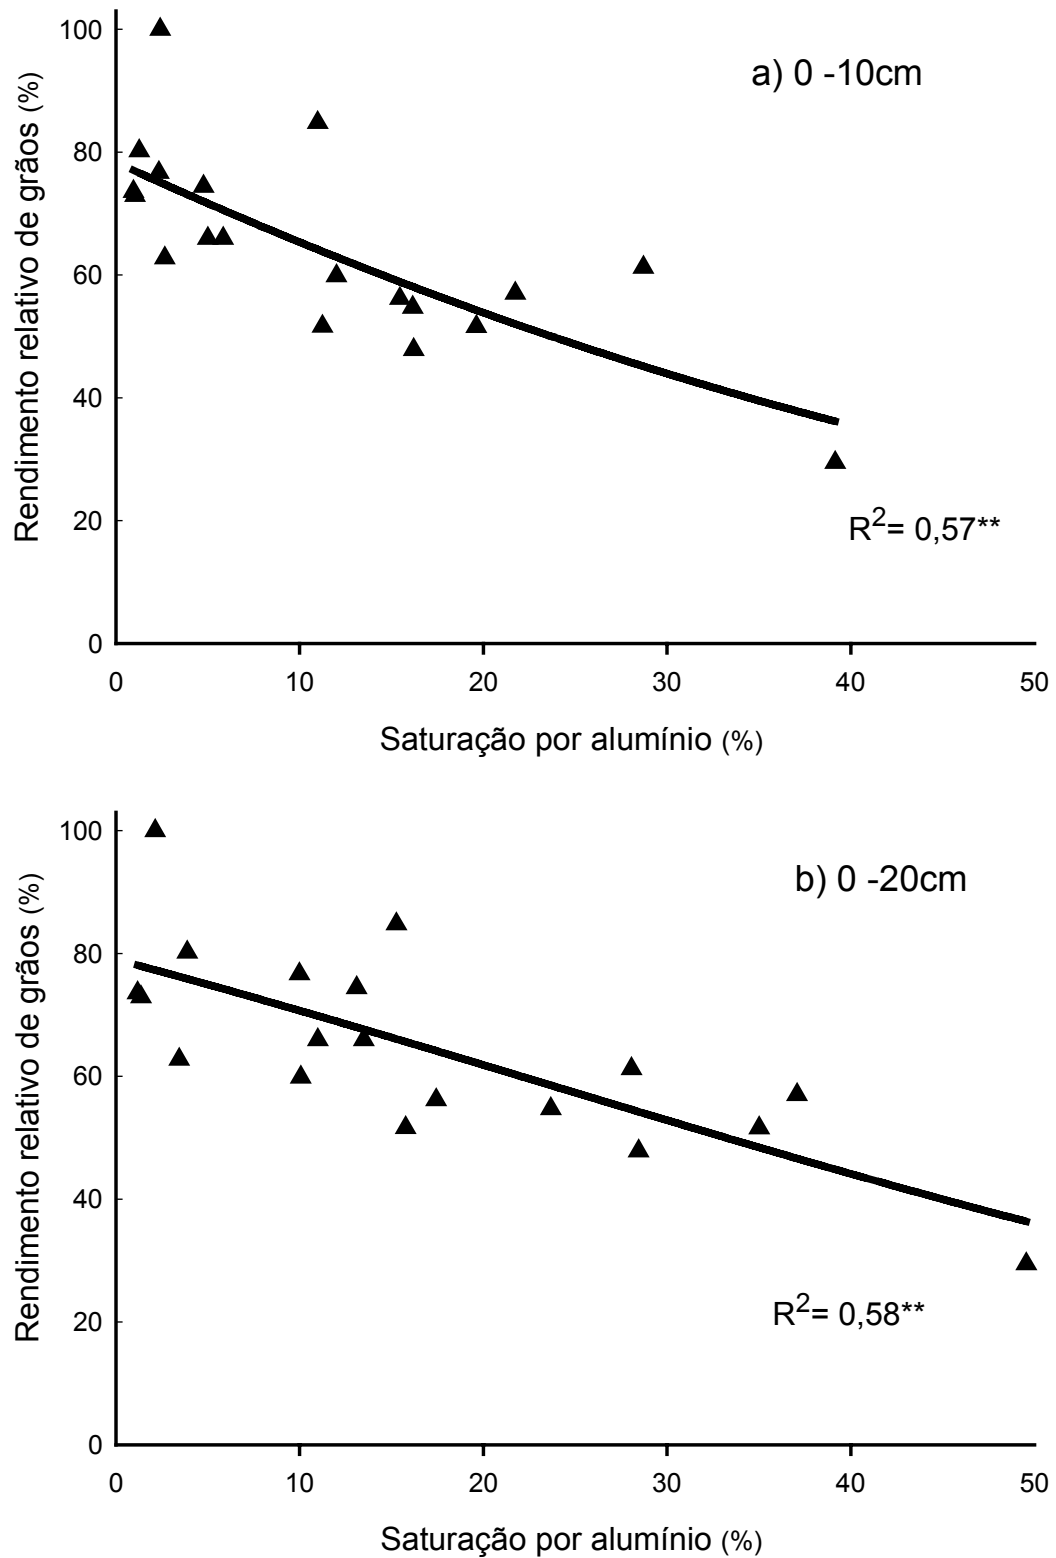 100
80
60
40
20
0
Rendimento relativo de grãos (%)
a) 0 -10cm
R2= 0,57**
0 10 20 30 40 50
Saturação por alumínio (%)
100
80
60
40
20
0
Rendimento relativo de grãos (%)
b) 0 -20cm
R2= 0,58**
0 10 20 30 40 50
Saturação por alumínio (%)